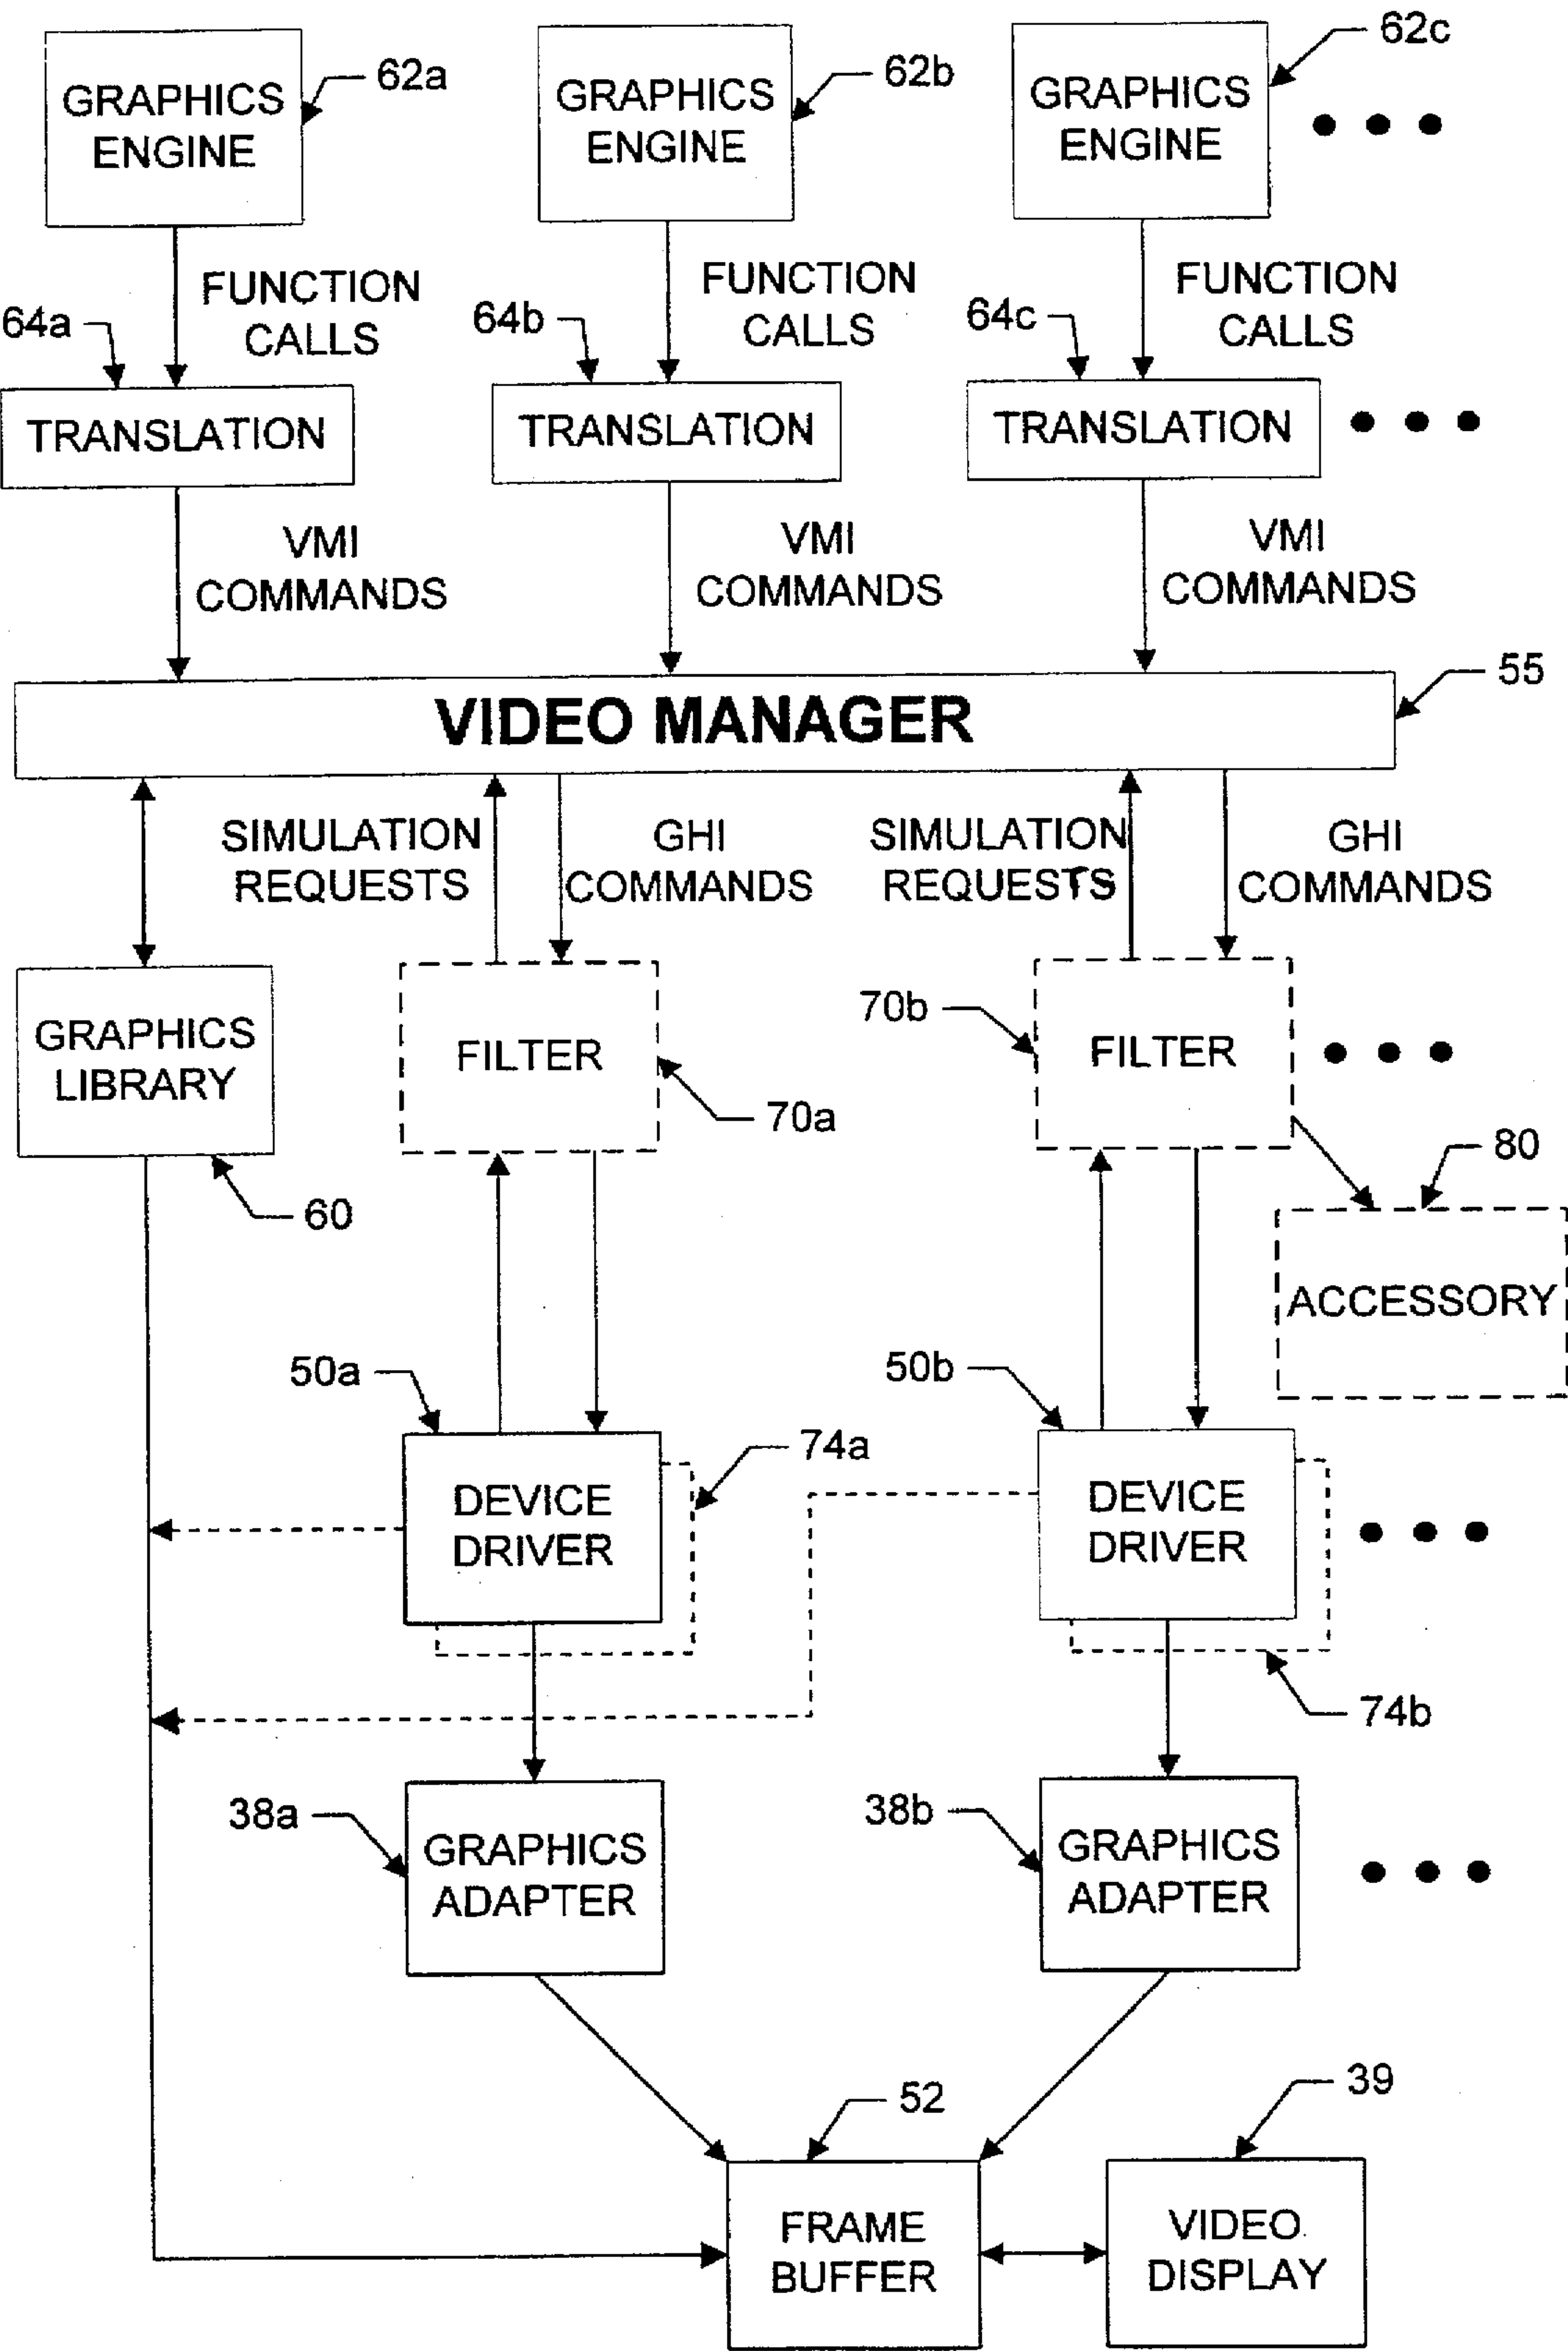 62a
62b
62c
GRAPHICS
ENGINE
GRAPHICS
ENGINE
GRAPHICS
ENGINE
FUNCTION
CALLS
FUNCTION
CALLS
FUNCTION
CALLS
64a
64b
64c
TRANSLATION
TRANSLATION
TRANSLATION
VMI
COMMANDS
VMI
COMMANDS
VMI
COMMANDS
55
VIDEO MANAGER
SIMULATION
REQUESTS
GHI
COMMANDS
SIMULATION
REQUESTS
GHI
COMMANDS
GRAPHICS
LIBRARY
60
FILTER
70a
70b
FILTER
80
ACCESSORY
50a
50b
74a
DEVICE
DRIVER
DEVICE
DRIVER
74b
38a
GRAPHICS
ADAPTER
38b
GRAPHICS
ADAPTER
52
39
FRAME
BUFFER
VIDEO
DISPLAY